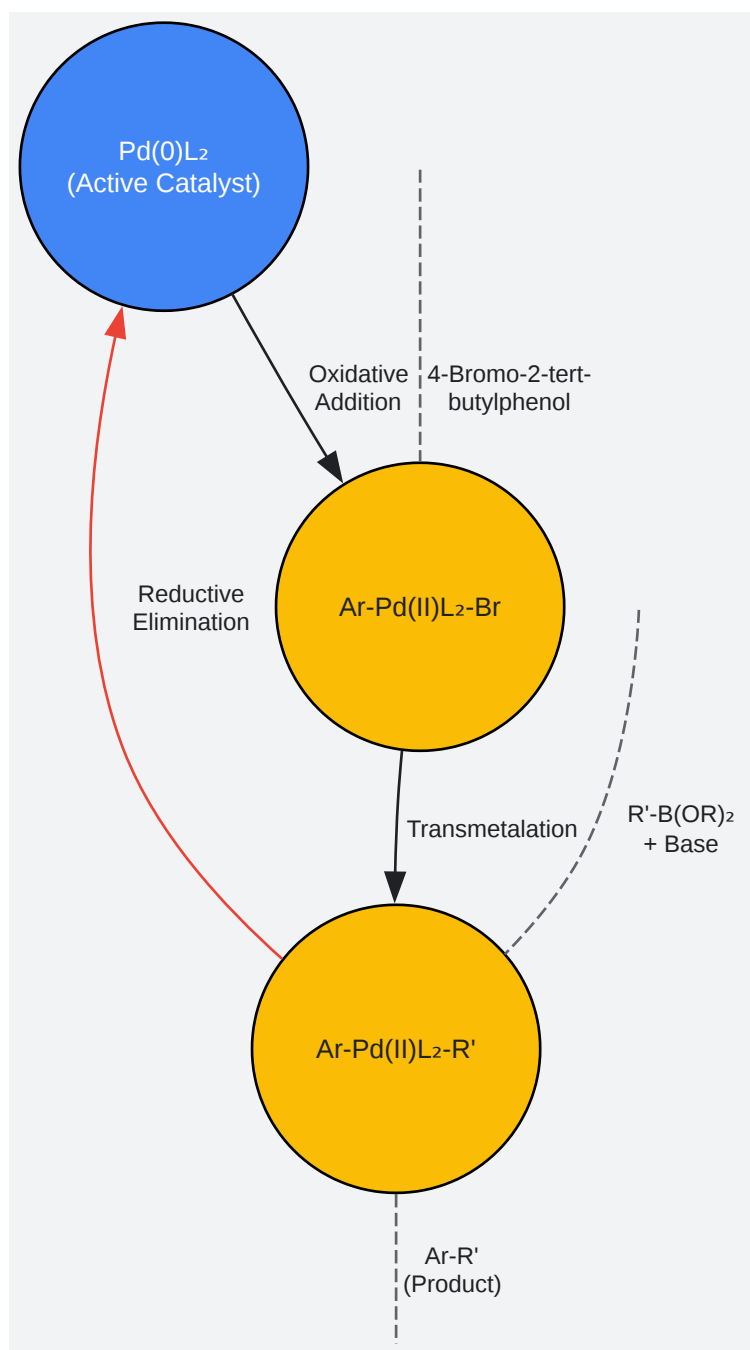 Pd(0)L₂
(Active Catalyst)
Oxidative
Addition
4-Bromo-2-tert-
butylphenol
Ar-Pd(II)L₂-Br
Reductive
Elimination
Transmetalation
R'-B(OR)₂
+ Base
Ar-Pd(II)L₂-R'
Ar-R'
(Product)